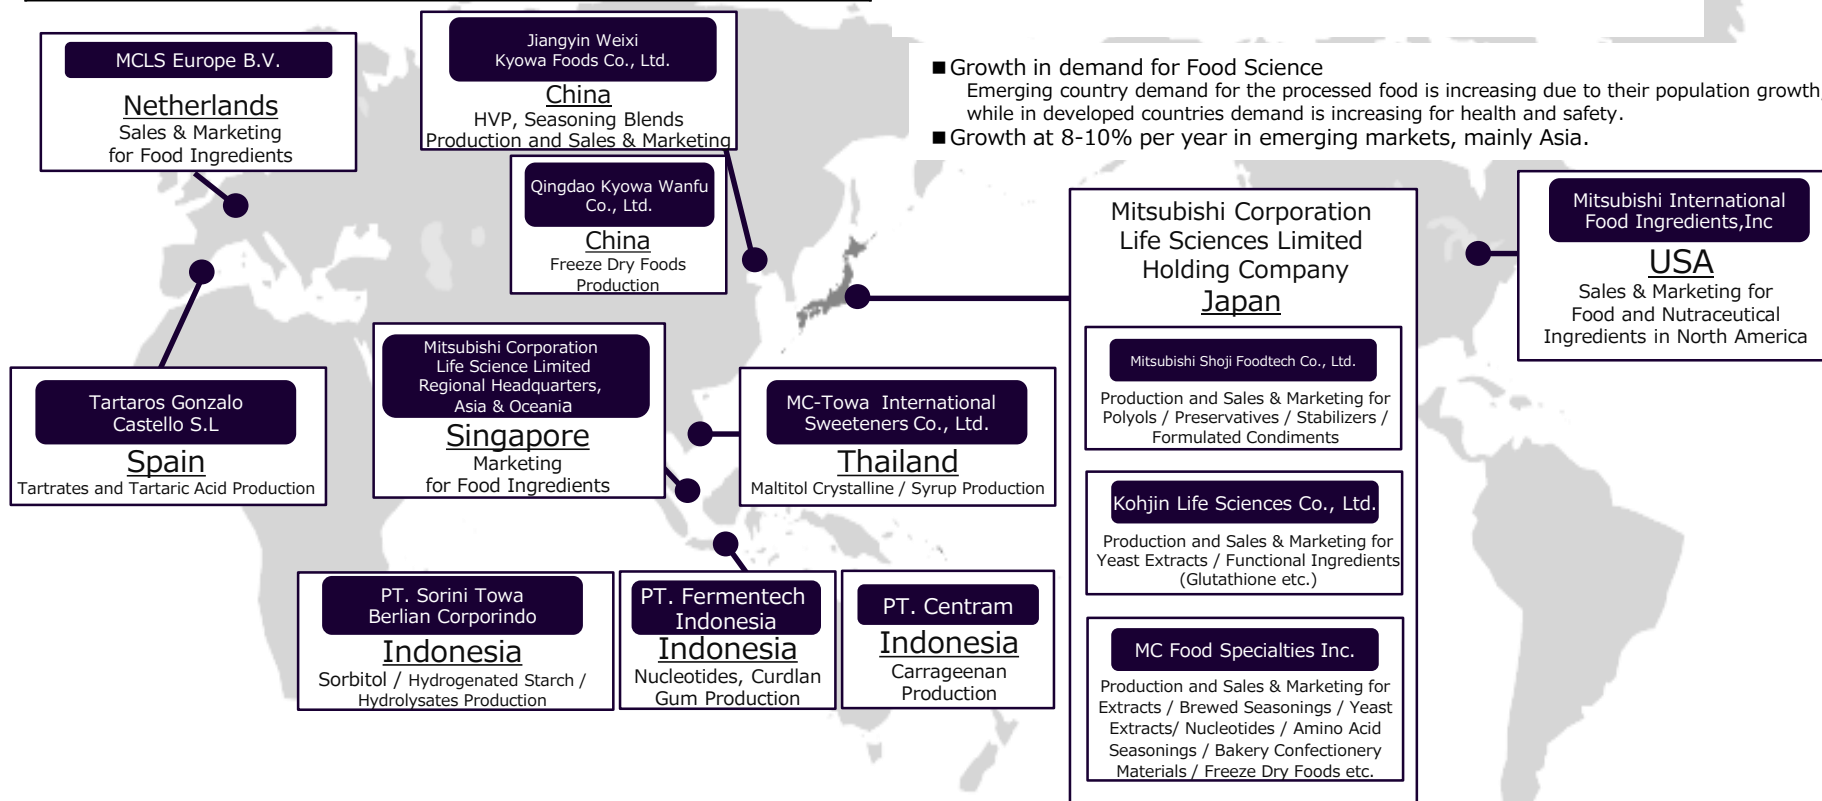 MCLS Europe B.V.
Netherlands
Sales & Marketing
for Food Ingredients
Jiangyin Weixi
Kyowa Foods Co., Ltd.
China
HVP, Seasoning Blends
Production and Sales & Marketing
Qingdao Kyowa Wanfu
Co., Ltd.
China
Freeze Dry Foods
Production
■Growth in demand for Food Science
Emerging country demand for the processed food is increasing due to their population growth,
while in developed countries demand is increasing for health and safety.
■Growth at 8-10% per year in emerging markets, mainly Asia.
Tartaros Gonzalo
Castello S.L
Spain
Tartrates and Tartaric Acid Production
Mitsubishi Corporation
Life Science Limited
Regional Headquarters,
Asia & Oceania
Singapore
Marketing
for Food Ingredients
MC-Towa International
Sweeteners Co., Ltd.
Thailand
Maltitol Crystalline / Syrup Production
PT. Sorini Towa
Berlian Corporindo
Indonesia
Sorbitol / Hydrogenated Starch /
Hydrolysates Production
PT. Fermentech
Indonesia
Indonesia
Nucleotides, Curdlan
Gum Production
PT. Centram
Indonesia
Carrageenan
Production
Mitsubishi Corporation
Life Sciences Limited
Holding Company
Japan
Mitsubishi Shoji Foodtech Co., Ltd.
Production and Sales & Marketing for
Polyols / Preservatives / Stabilizers /
Formulated Condiments
Kohjin Life Sciences Co., Ltd.
Production and Sales & Marketing for
Yeast Extracts / Functional Ingredients
(Glutathione etc.)
MC Food Specialties Inc.
Production and Sales & Marketing for
Extracts / Brewed Seasonings / Yeast
Extracts/ Nucleotides / Amino Acid
Seasonings / Bakery Confectionery
Materials / Freeze Dry Foods etc.
Mitsubishi International
Food Ingredients,Inc
USA
Sales & Marketing for
Food and Nutraceutical
Ingredients in North America